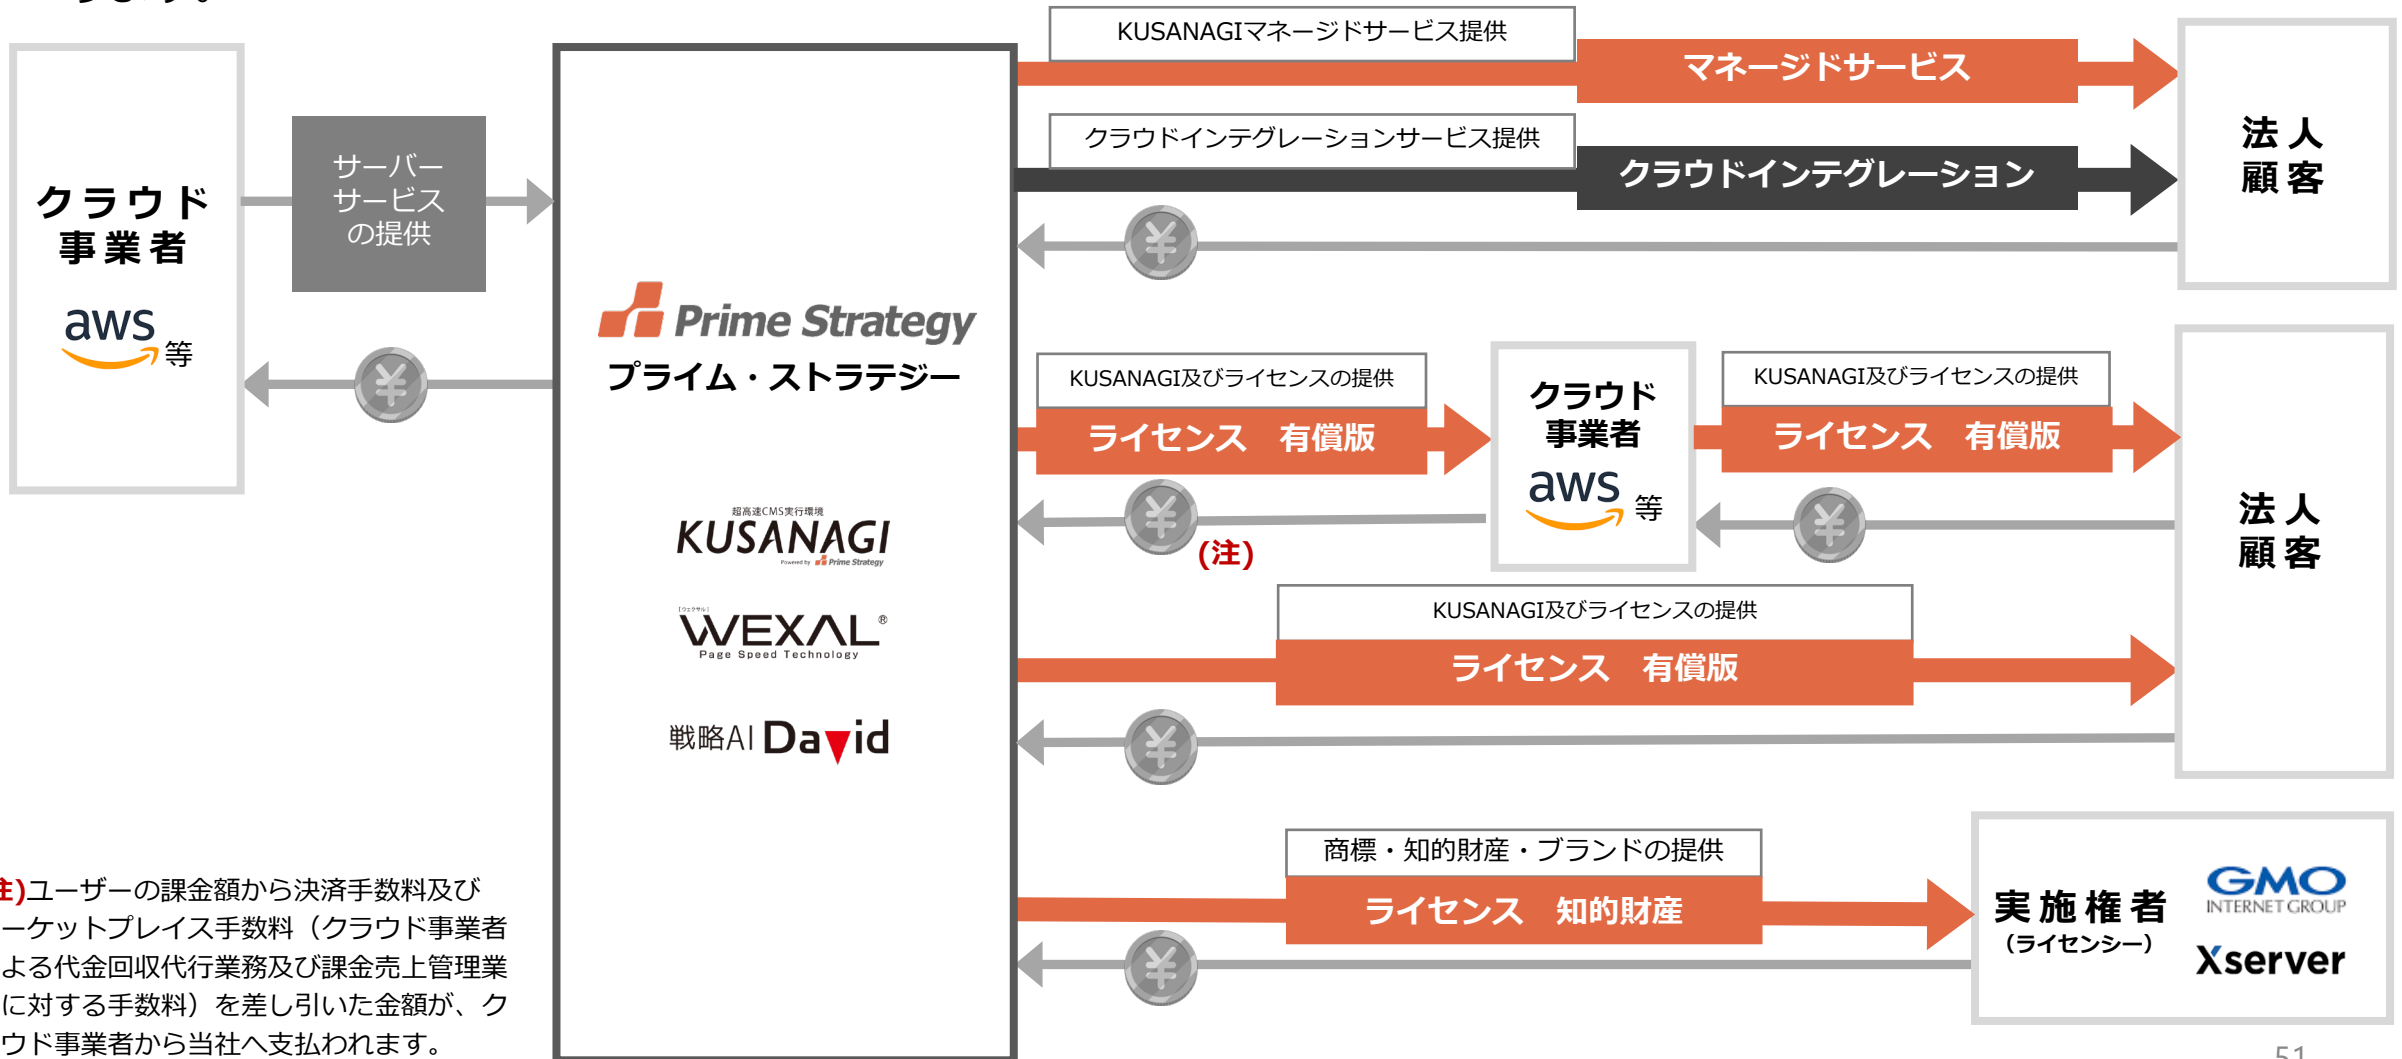 します。
クラウド
事業者
aws
等
サーバー
サービス
の提供
Prime Strategy
プライム・ストラテジー
超高速CMS実行環境
KUSANAGI
Powered by Prime Strategy
[ウェクサル]
WEXAL®
Page Speed Technology
戦略AI David
KUSANAGIマネージドサービス提供
マネージドサービス
クラウドインテグレーションサービス提供
クラウドインテグレーション
¥
法人
顧客
KUSANAGI及びライセンスの提供
ライセンス　有償版
¥
(注)
クラウド
事業者
aws
等
KUSANAGI及びライセンスの提供
ライセンス　有償版
¥
KUSANAGI及びライセンスの提供
ライセンス　有償版
¥
法人
顧客
商標・知的財産・ブランドの提供
ライセンス　知的財産
¥
実施権者
（ライセンシー）
GMO
INTERNET GROUP
Xserver
¥
注)ユーザーの課金額から決済手数料及び
ーケットプレイス手数料（クラウド事業者
よる代金回収代行業務及び課金売上管理業
に対する手数料）を差し引いた金額が、ク
ウド事業者から当社へ支払われます。
51